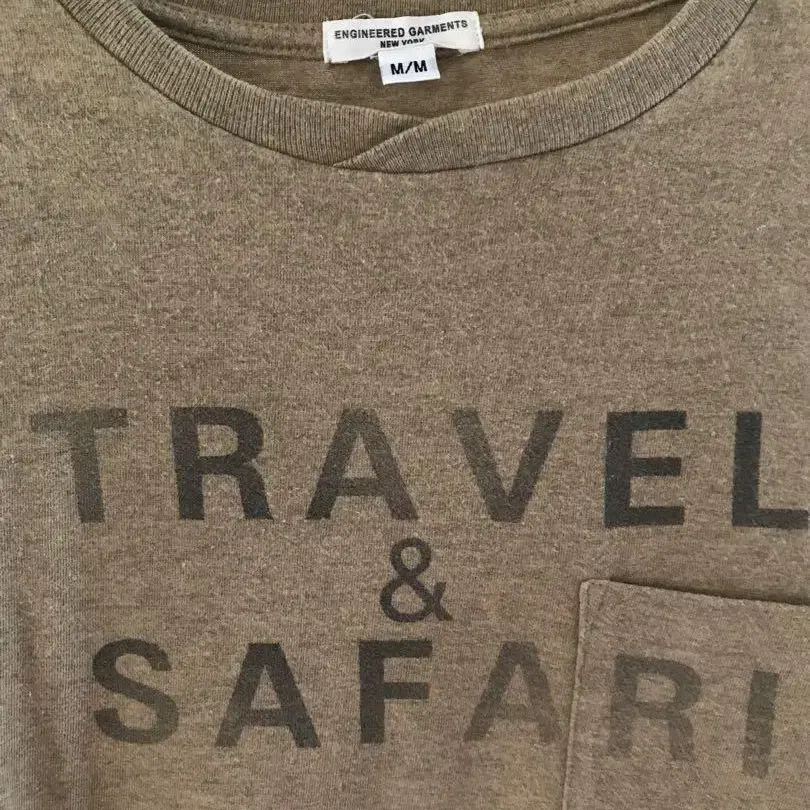 ENGINEERED GARMENTS
NEW YORK
M/M
TRAVEL
&
SAFARI